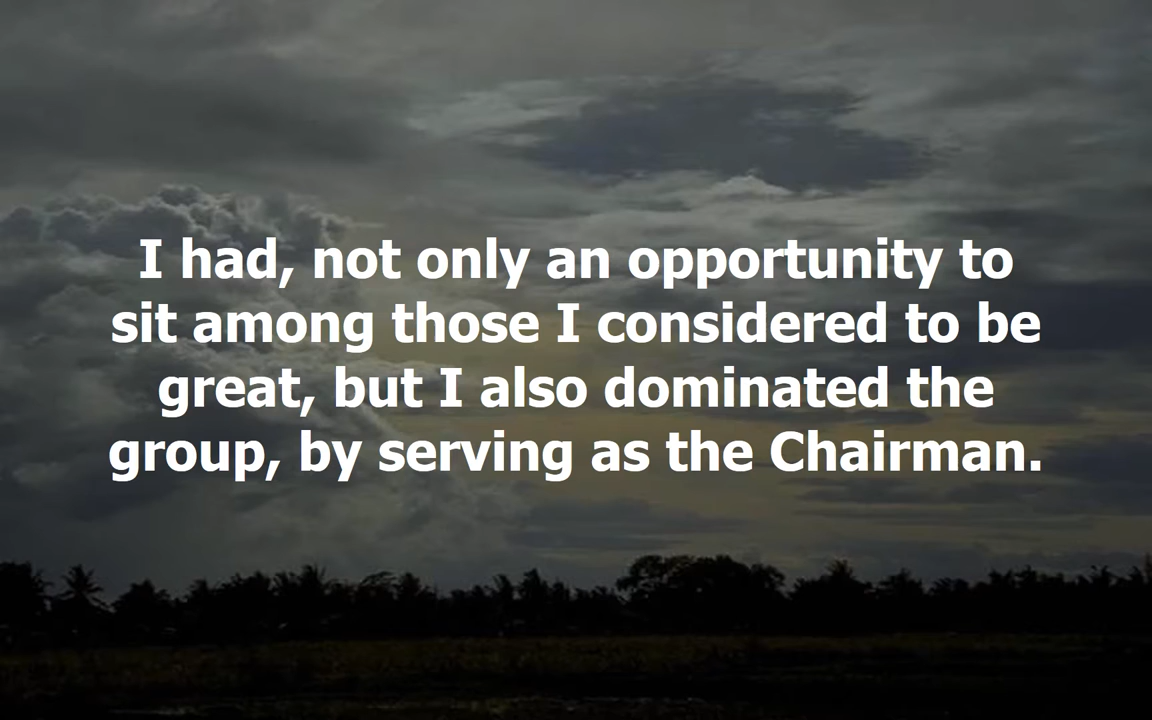 I had, not only an opportunity to
sit among those I considered to be
great, but I also dominated the
group, by serving as the Chairman.